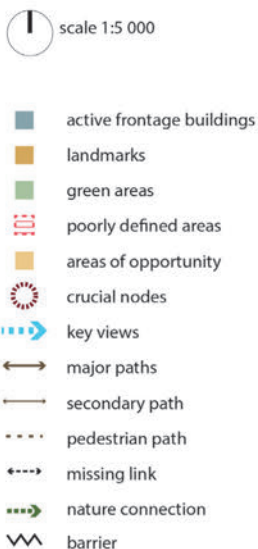 scale 1:5 000
active frontage buildings
landmarks
green areas
poorly defined areas
areas of opportunity
crucial nodes
key views
major paths
secondary path
pedestrian path
missing link
nature connection
barrier